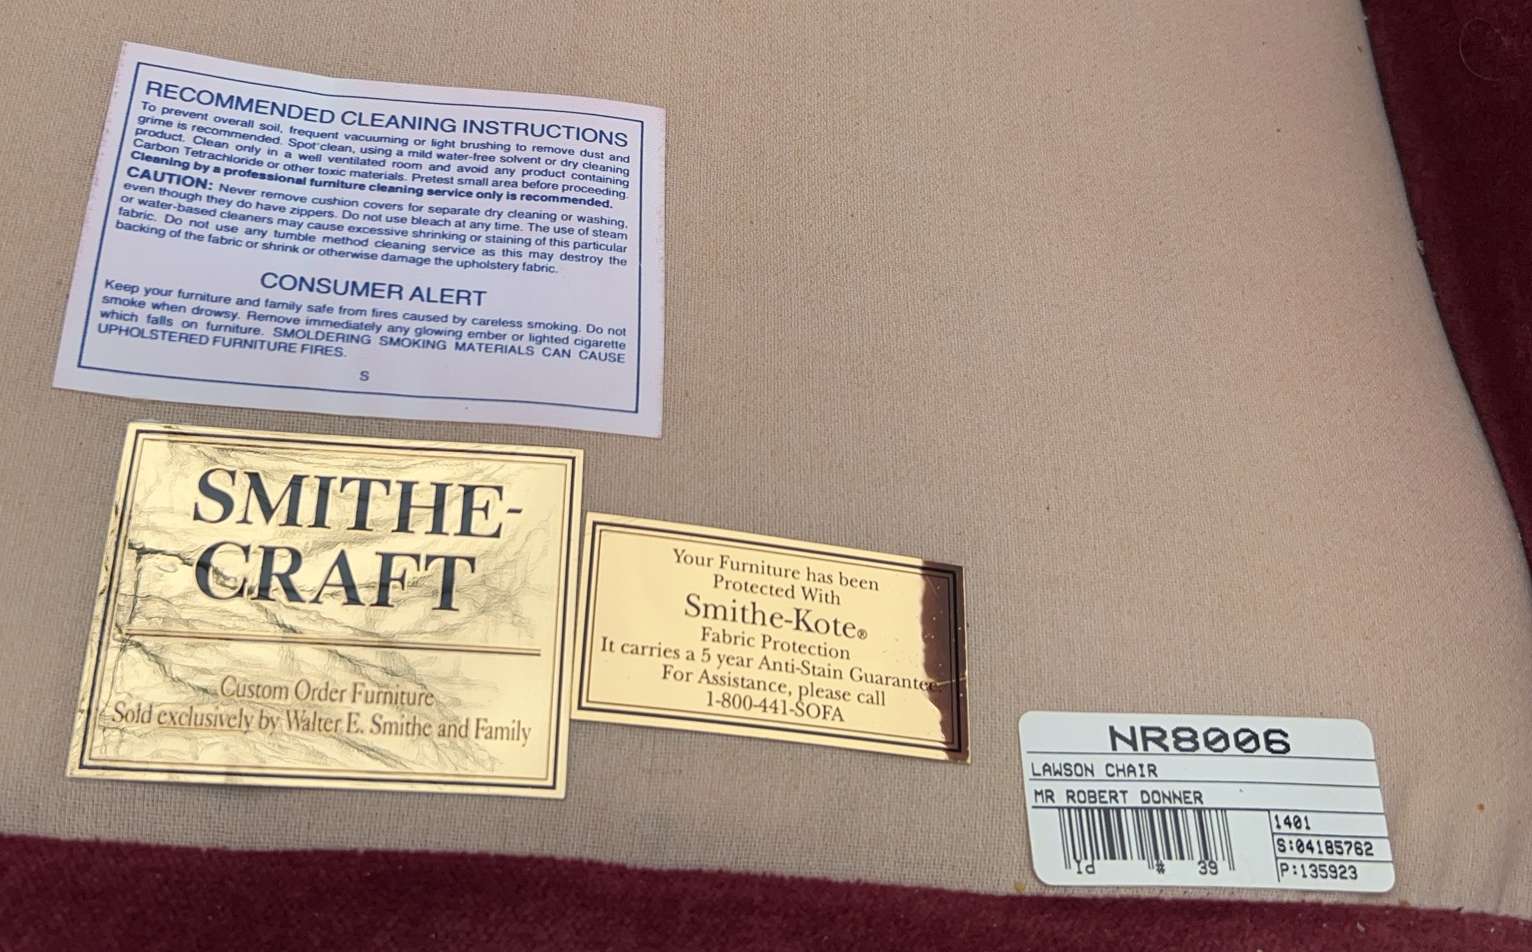 RECOMMENDED CLEANING INSTRUCTIONS
To prevent overall soil, frequent vacuuming or light brushing to remove dust and
grime is recommended. Spot clean, using a mild water-free solvent or dry cleaning
product. Clean only in a well ventilated room and avoid any product containing
Carbon Tetrachloride or other toxic materials. Pretest small area before proceeding.
Cleaning by a professional furniture cleaning service only is recommended.
CAUTION: Never remove cushion covers for separate dry cleaning or washing,
even though they do have zippers. Do not use bleach at any time. The use of steam
or water-based cleaners may cause excessive shrinking or staining of this particular
fabric. Do not use any tumble method cleaning service as this may destroy the
backing of the fabric or shrink or otherwise damage the upholstery fabric.
CONSUMER ALERT
Keep your furniture and family safe from fires caused by careless smoking. Do not
smoke when drowsy. Remove immediately any glowing ember or lighted cigarette
which falls on furniture. SMOLDERING SMOKING MATERIALS CAN CAUSE
UPHOLSTERED FURNITURE FIRES.
S
SMITHE-
CRAFT
Custom Order Furniture
Sold exclusively by Walter E. Smithe and Family
Your Furniture has been
Protected With
Smithe-Kote®
Fabric Protection
It carries a 5 year Anti-Stain Guarantee.
For Assistance, please call
1-800-441-SOFA
NR8006
LAWSON CHAIR
MR ROBERT DONNER
1401
S:04185762
P:135923
Yd # 39